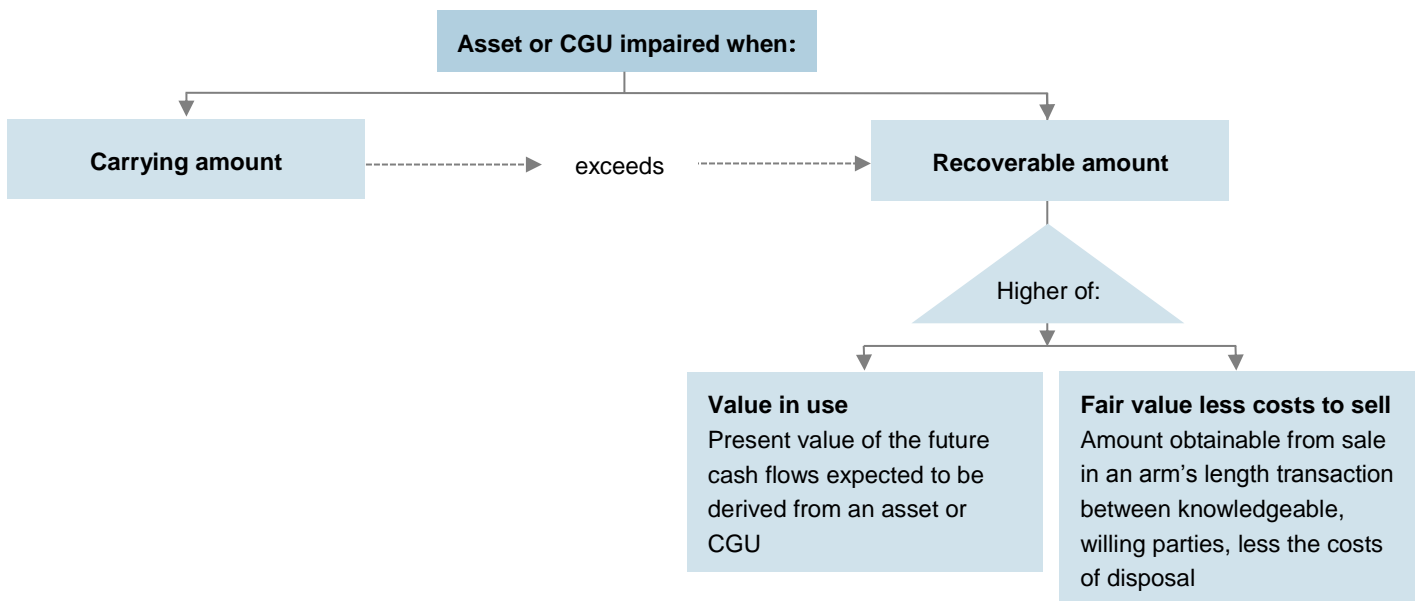 Asset or CGU impaired when:
Carrying amount
exceeds
Recoverable amount
Higher of:
Value in use
Present value of the future
cash flows expected to be
derived from an asset or
CGU
Fair value less costs to sell
Amount obtainable from sale
in an arm’s length transaction
between knowledgeable,
willing parties, less the costs
of disposal